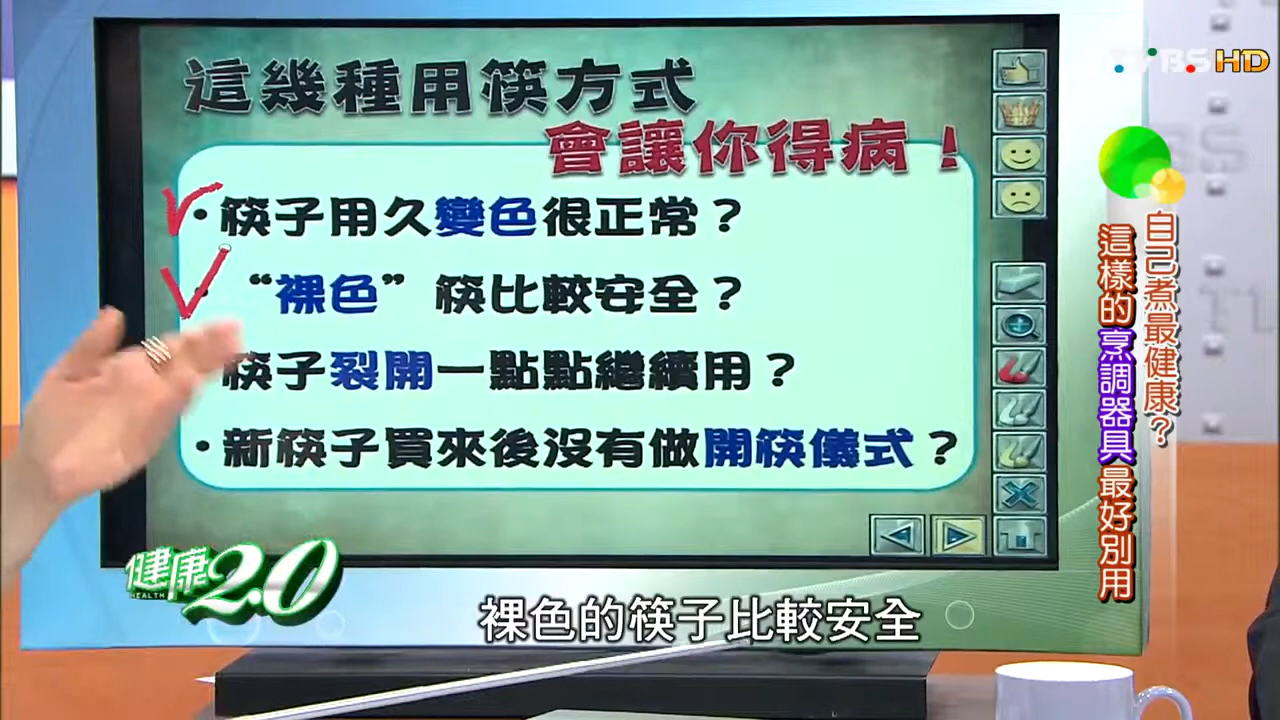 這幾種用筷方式
會讓你得病！
·筷子用久變色很正常？
·“裸色”筷比較安全？
筷子裂開一點點繼續用？
·新筷子買來後沒有做開筷儀式？
TVBS HD
自己煮最健康？
這樣的烹調器具最好別用
健康2.0
HEALTH
裸色的筷子比較安全